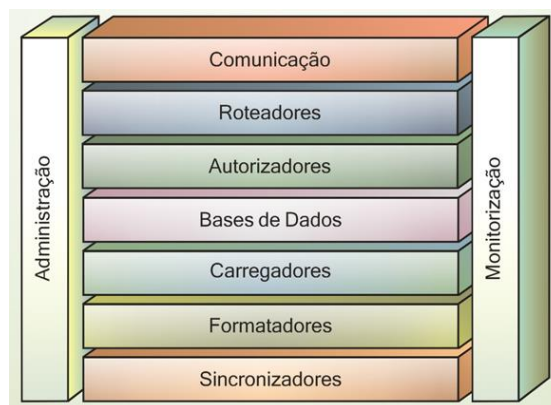 Administração
Comunicação
Roteadores
Autorizadores
Bases de Dados
Carregadores
Formatadores
Sincronizadores
Monitorização